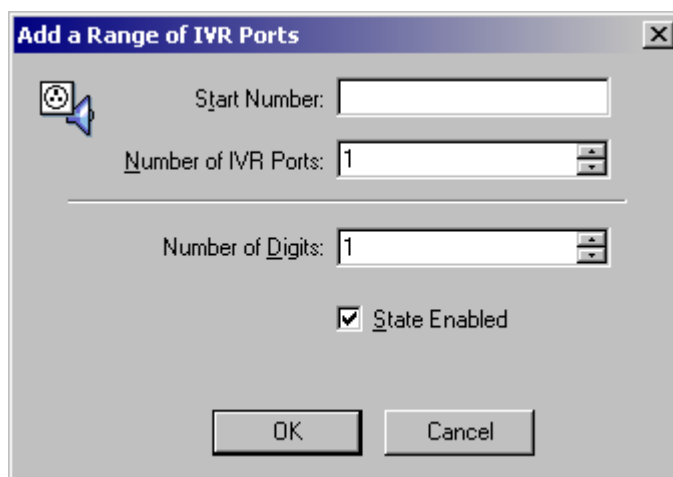 Add a Range of IVR Ports
Start Number:
Number of IVR Ports: 1
Number of Digits: 1
State Enabled
OK Cancel